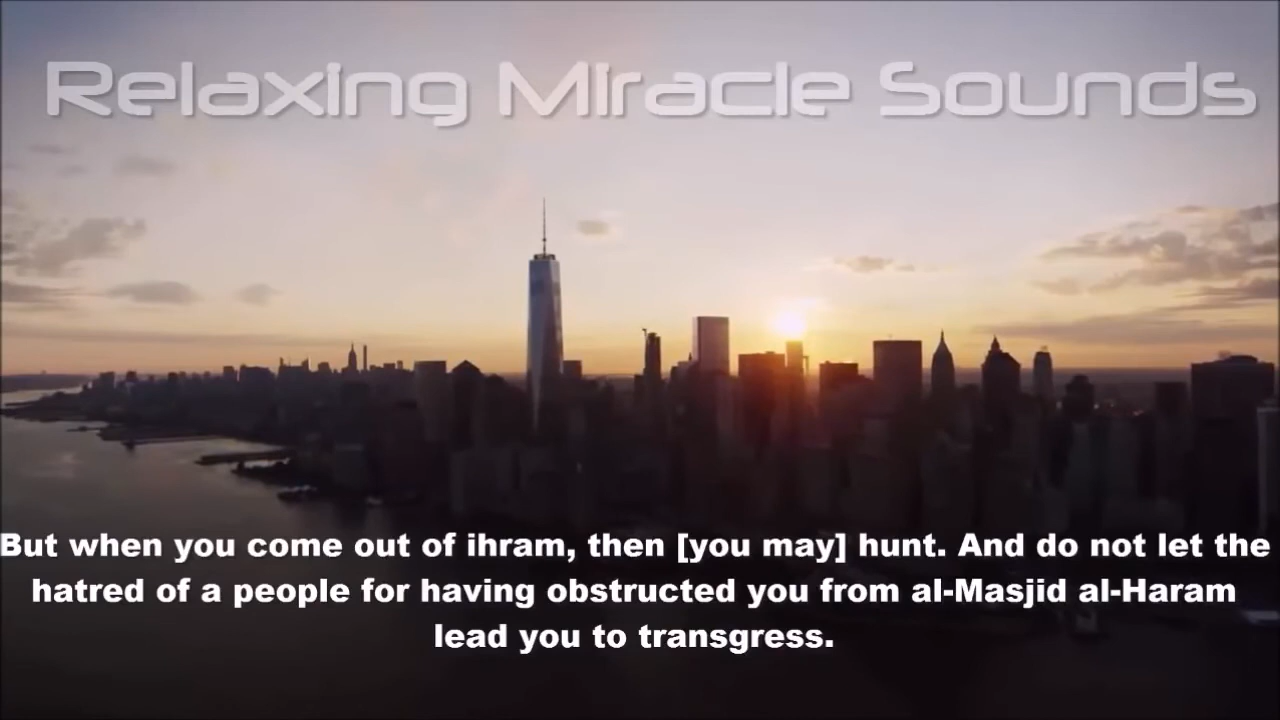 Relaxing Miracle Sounds
But when you come out of ihram, then [you may] hunt. And do not let the
hatred of a people for having obstructed you from al-Masjid al-Haram
lead you to transgress.